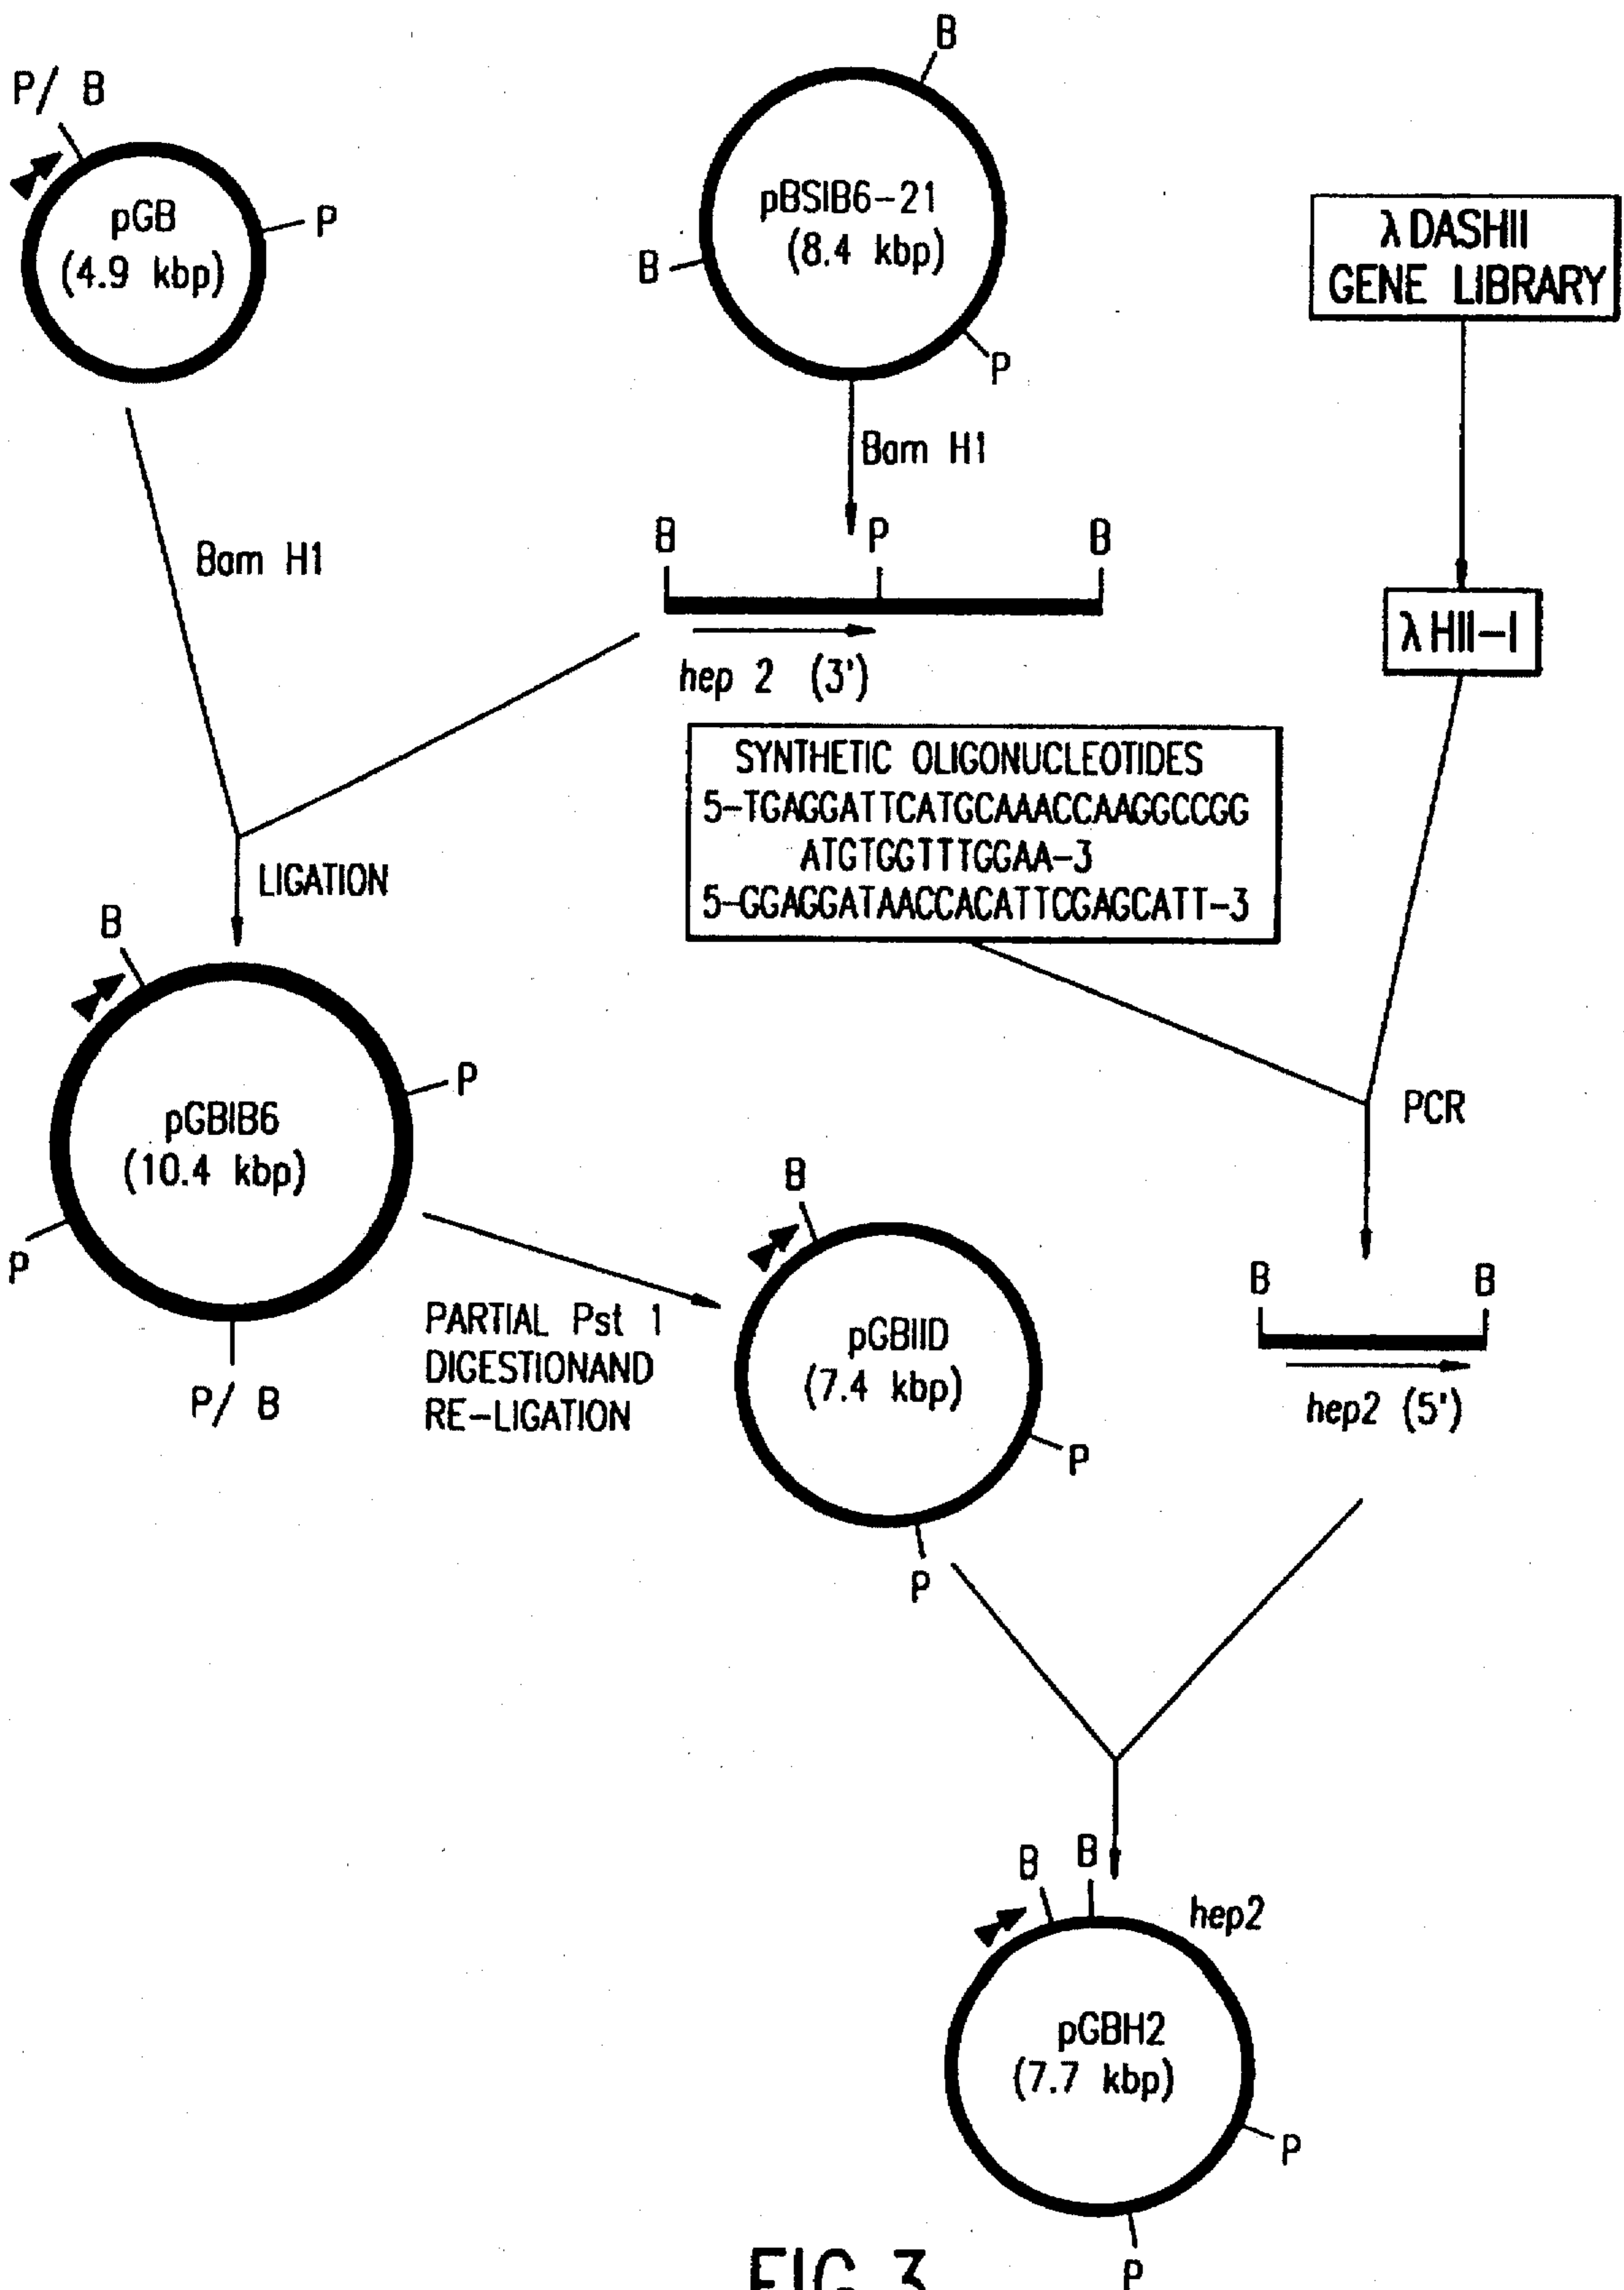 B
P/ B
pGB
(4.9 kbp)
P
pBSIB6-21
(8.4 kbp)
B
P
λ DASHII
GENE LIBRARY
Bam H1
Bam H1
B P B
hep 2 (3')
λ HII-I
SYNTHETIC OLIGONUCLEOTIDES
5-TGAGGATTCATGCAAACCAAGGCCGG
ATGTGGTTTGGAA-3
5-GGAGGATAACCACATTCGAGCATT-3
LIGATION
B
P
pGBIB6
(10.4 kbp)
P
P/ B
PCR
PARTIAL Pst 1
DIGESTIONAND
RE-LIGATION
B
pGBIID
(7.4 kbp)
P
P
B B
hep2 (5')
B B
hep2
pGBH2
(7.7 kbp)
P
P
FIG. 3